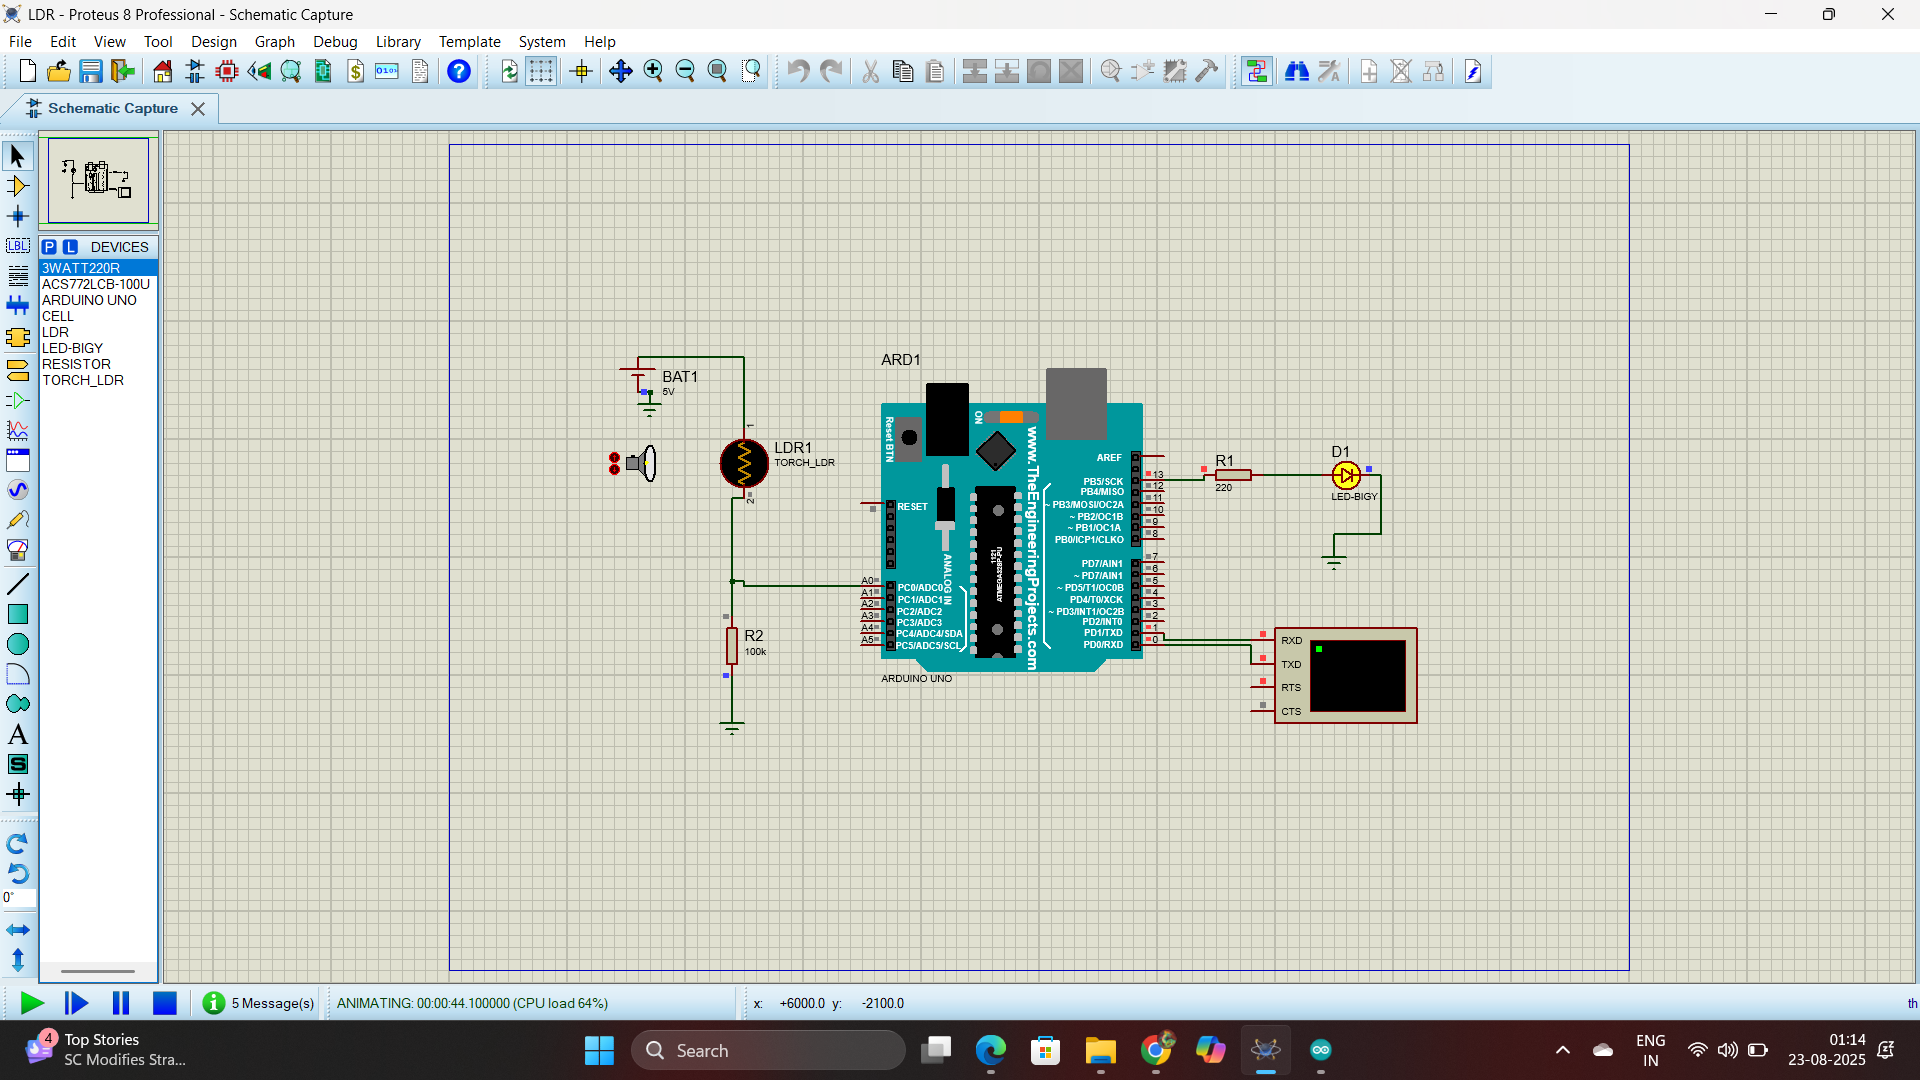 LDR - Proteus 8 Professional - Schematic Capture
File Edit View Tool Design Graph Debug Library Template System Help
Schematic Capture
P L DEVICES
3WATT220R
ACS772LCB-100U
ARDUINO UNO
CELL
LDR
LED-BIGY
RESISTOR
TORCH_LDR
LBL
A
S
0°
BAT1
5V
LDR1
TORCH_LDR
1
2
R2
100k
ARD1
ARDUINO UNO
Reset BTN
ON
www.TheEngineeringProjects.com
ANALOG IN
ATMEGA328P-PU
1121
RESET
A0 PC0/ADC0
A1 PC1/ADC1
A2 PC2/ADC2
A3 PC3/ADC3
A4 PC4/ADC4/SDA
A5 PC5/ADC5/SCL
AREF
PB5/SCK 13
PB4/MISO 12
~ PB3/MOSI/OC2A 11
~ PB2/OC1B 10
~ PB1/OC1A 9
PB0/ICP1/CLKO 8
PD7/AIN1 7
~ PD7/AIN1 6
~ PD5/T1/OC0B 5
PD4/T0/XCK 4
~ PD3/INT1/OC2B 3
PD2/INT0 2
PD1/TXD 1
PD0/RXD 0
R1
220
D1
LED-BIGY
RXD
TXD
RTS
CTS
5 Message(s) ANIMATING: 00:00:44.100000 (CPU load 64%) x: +6000.0 y: -2100.0 th
4
Top Stories
SC Modifies Stra...
Search
ENG
IN
01:14
23-08-2025